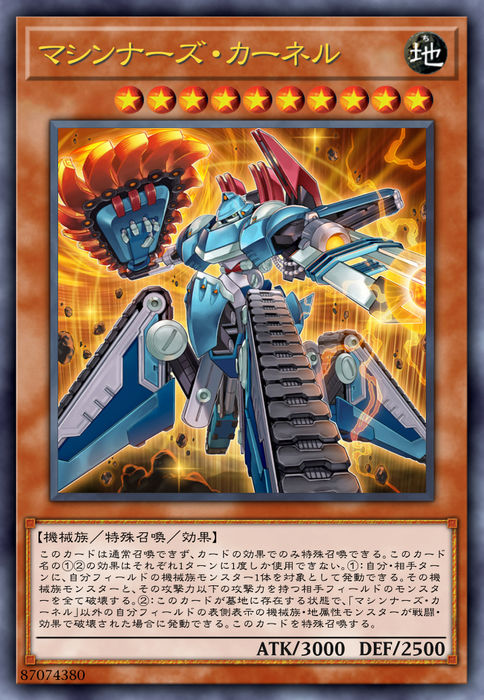 マシンナーズ・カーネル
地
ち
【機械族／特殊召喚／効果】
このカードは通常召喚できず、カードの効果でのみ特殊召喚できる。このカード
名の①②の効果はそれぞれ1ターンに1度しか使用できない。①：自分・相手ター
ンに、自分フィールドの機械族モンスター1体を対象として発動できる。その機
械族モンスターと、その攻撃力以下の攻撃力を持つ相手フィールドのモンスター
を全て破壊する。②：このカードが墓地に存在する状態で、「マシンナーズ・カ
ーネル」以外の自分フィールドの表側表示の機械族・地属性モンスターが戦闘・
効果で破壊された場合に発動できる。このカードを特殊召喚する。
ATK/3000 DEF/2500
87074380